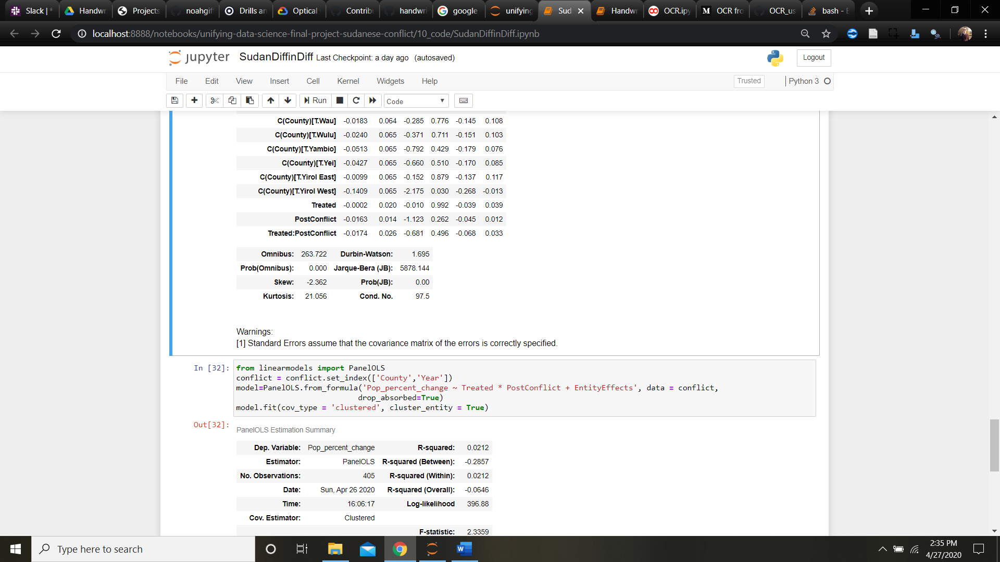 Slack | *
Handwr
Projects
noahgif
Drills an
Optical
Contrib
handwri
google
unifying
Sud
Handwr
OCR.ipy
OCR fro
OCR_us
bash - E
localhost:8888/notebooks/unifying-data-science-final-project-sudanese-conflict/10_code/SudanDiffinDiff.ipynb
jupyter SudanDiffinDiff Last Checkpoint: a day ago (autosaved) Logout
File Edit View Insert Cell Kernel Widgets Help Trusted Python 3
Run Code
C(County)[T.Wau] -0.0183 0.064 -0.285 0.776 -0.145 0.108
C(County)[T.Wulu] -0.0240 0.065 -0.371 0.711 -0.151 0.103
C(County)[T.Yambio] -0.0513 0.065 -0.792 0.429 -0.179 0.076
C(County)[T.Yei] -0.0427 0.065 -0.660 0.510 -0.170 0.085
C(County)[T.Yirol East] -0.0099 0.065 -0.152 0.879 -0.137 0.117
C(County)[T.Yirol West] -0.1409 0.065 -2.175 0.030 -0.268 -0.013
Treated -0.0002 0.020 -0.010 0.992 -0.039 0.039
PostConflict -0.0163 0.014 -1.123 0.262 -0.045 0.012
Treated:PostConflict -0.0174 0.026 -0.681 0.496 -0.068 0.033
Omnibus: 263.722 Durbin-Watson: 1.695
Prob(Omnibus): 0.000 Jarque-Bera (JB): 5878.144
Skew: -2.362 Prob(JB): 0.00
Kurtosis: 21.056 Cond. No. 97.5
Warnings:
[1] Standard Errors assume that the covariance matrix of the errors is correctly specified.
In [32]: from linearmodels import PanelOLS
conflict = conflict.set_index(['County','Year'])
model=PanelOLS.from_formula('Pop_percent_change ~ Treated * PostConflict + EntityEffects', data = conflict,
drop_absorbed=True)
model.fit(cov_type = 'clustered', cluster_entity = True)
Out[32]: PanelOLS Estimation Summary
Dep. Variable: Pop_percent_change R-squared: 0.0212
Estimator: PanelOLS R-squared (Between): -0.2857
No. Observations: 405 R-squared (Within): 0.0212
Date: Sun, Apr 26 2020 R-squared (Overall): -0.0646
Time: 16:06:17 Log-likelihood 396.88
Cov. Estimator: Clustered
F-statistic: 2.3359
Type here to search
2:35 PM
4/27/2020